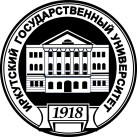 ИРКУТСКИЙ ГОСУДАРСТВЕННЫЙ УНИВЕРСИТЕТ
1918